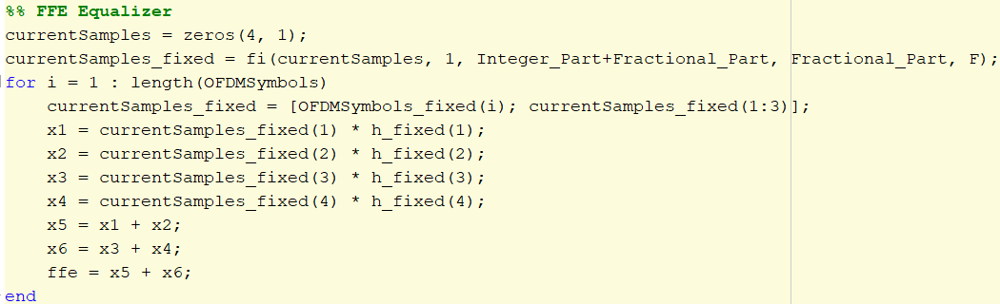 %% FFE Equalizer
currentSamples = zeros(4, 1);
currentSamples_fixed = fi(currentSamples, 1, Integer_Part+Fractional_Part, Fractional_Part, F);
for i = 1 : length(OFDMSymbols)
    currentSamples_fixed = [OFDMSymbols_fixed(i); currentSamples_fixed(1:3)];
    x1 = currentSamples_fixed(1) * h_fixed(1);
    x2 = currentSamples_fixed(2) * h_fixed(2);
    x3 = currentSamples_fixed(3) * h_fixed(3);
    x4 = currentSamples_fixed(4) * h_fixed(4);
    x5 = x1 + x2;
    x6 = x3 + x4;
    ffe = x5 + x6;
end